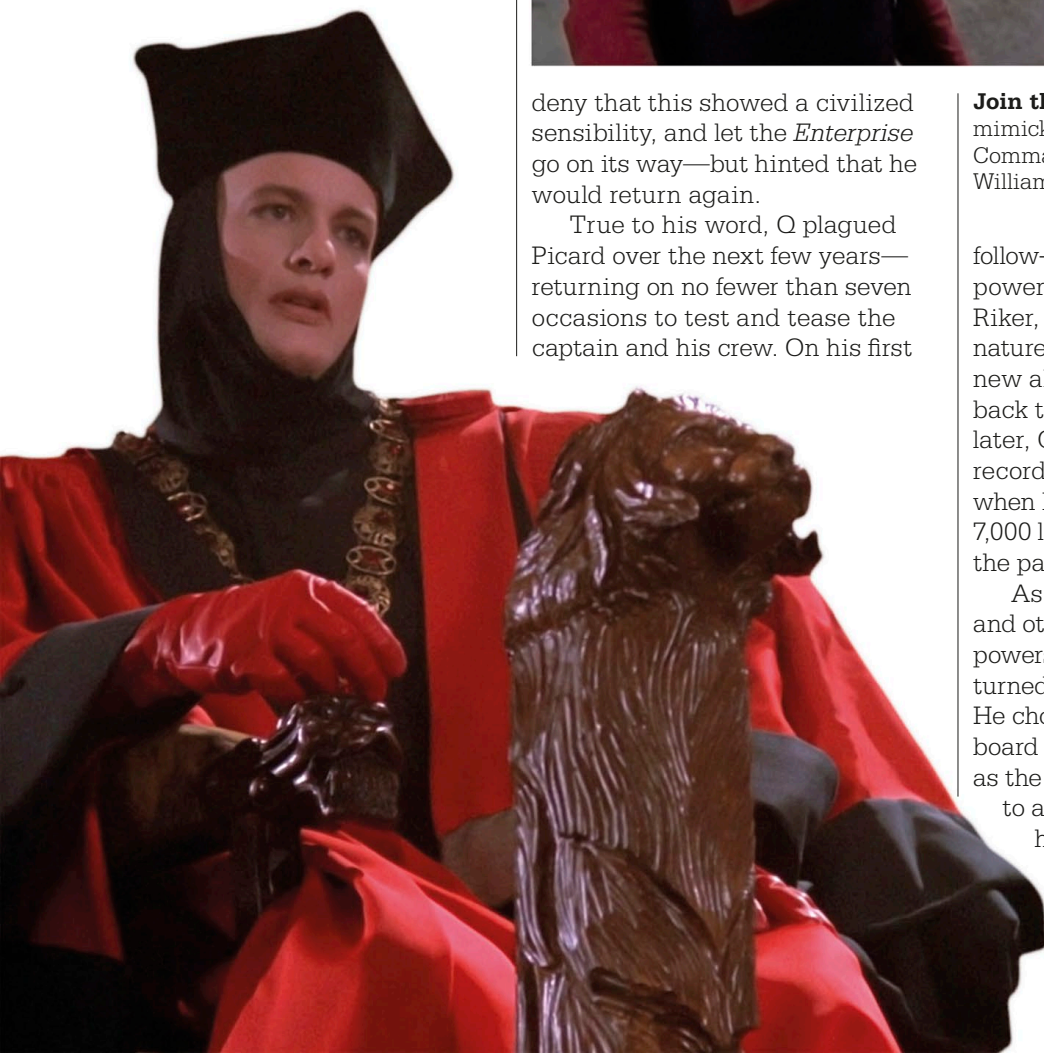 deny that this showed a civilized
sensibility, and let the Enterprise
go on its way—but hinted that he
would return again.
True to his word, Q plagued
Picard over the next few years—
returning on no fewer than seven
occasions to test and tease the
captain and his crew. On his first
Join
mimick
Comma
William
follow-
power
Riker,
nature
new a
back t
later,
record
when
7,000 l
the pa
As
and ot
power
turned
He cho
board
as the
to a
h